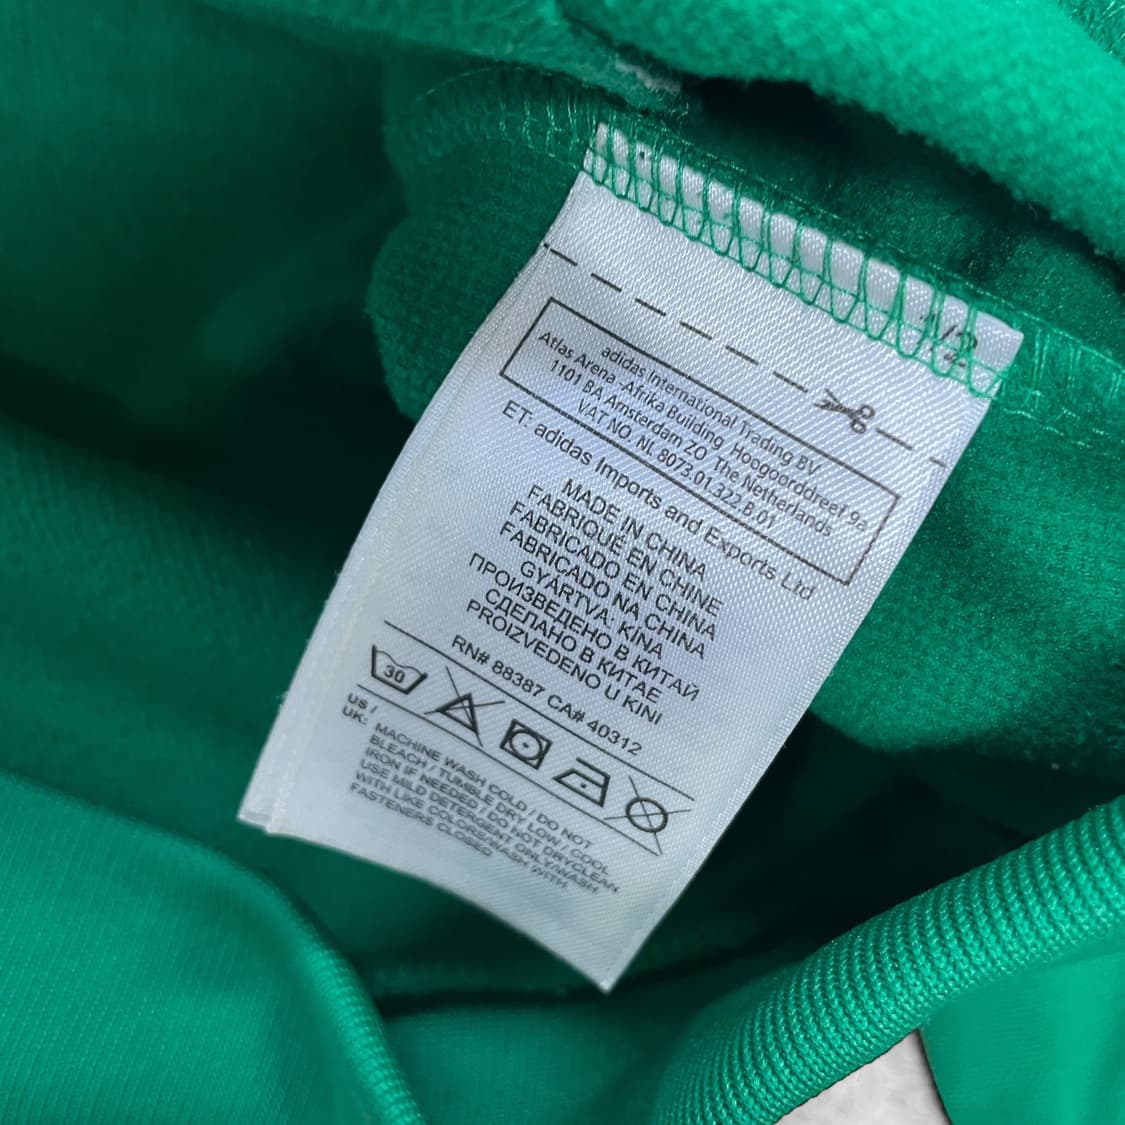 adidas International Trading BV
Atlas Arena -Afrika Building, Hoogoorddreef 9a
1101 BA Amsterdam ZO, The Netherlands
VAT NO. NL 8073.01.322.B.01
ET. adidas Imports and Exports Ltd
MADE IN CHINA
FABRIQUÉ EN CHINE
FABRICADO EN CHINA
FABRICADO NA CHINA
GYÁRTVA: KÍNA
ПРОИЗВЕДЕНО В КИТАЙ
СДЕЛАНО В КИТАЕ
PROIZVEDENO U KINI
RN# 88387 CA# 40312
30
US /
UK:
MACHINE WASH COLD / DO NOT
BLEACH / TUMBLE DRY LOW / COOL
IRON IF NEEDED / DO NOT DRYCLEAN
USE MILD DETERGENT ONLY/WASH
WITH LIKE COLORS/WASH WITH
FASTENERS CLOSED